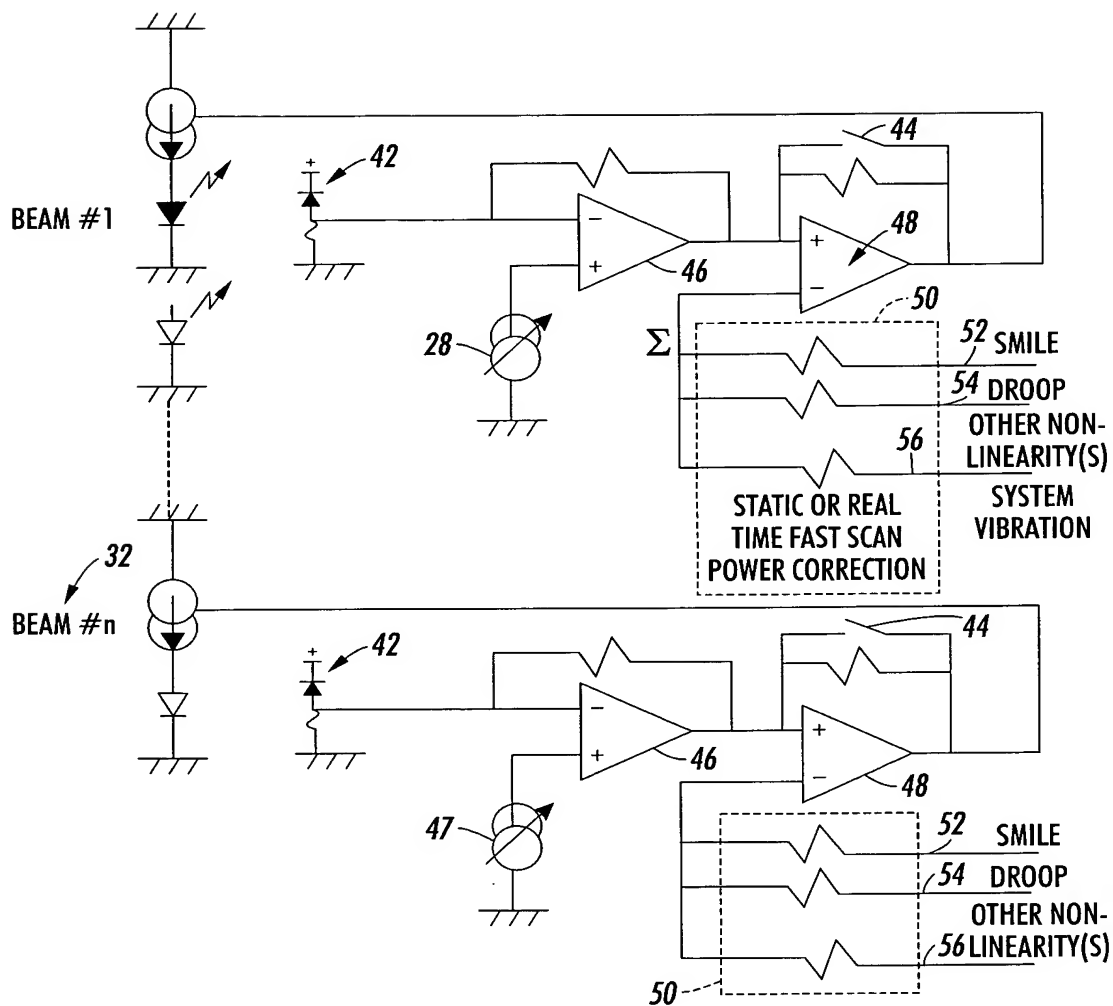 42
44
BEAM #1
+
−
+
46
+
−
48
28
Σ
50
52 SMILE
54 DROOP
OTHER NON-
LINEARITY(S)
56
SYSTEM
VIBRATION
STATIC OR REAL
TIME FAST SCAN
POWER CORRECTION
32
BEAM #n
42
44
+
−
+
46
+
−
48
47
52 SMILE
54 DROOP
OTHER NON-
56 LINEARITY(S)
50